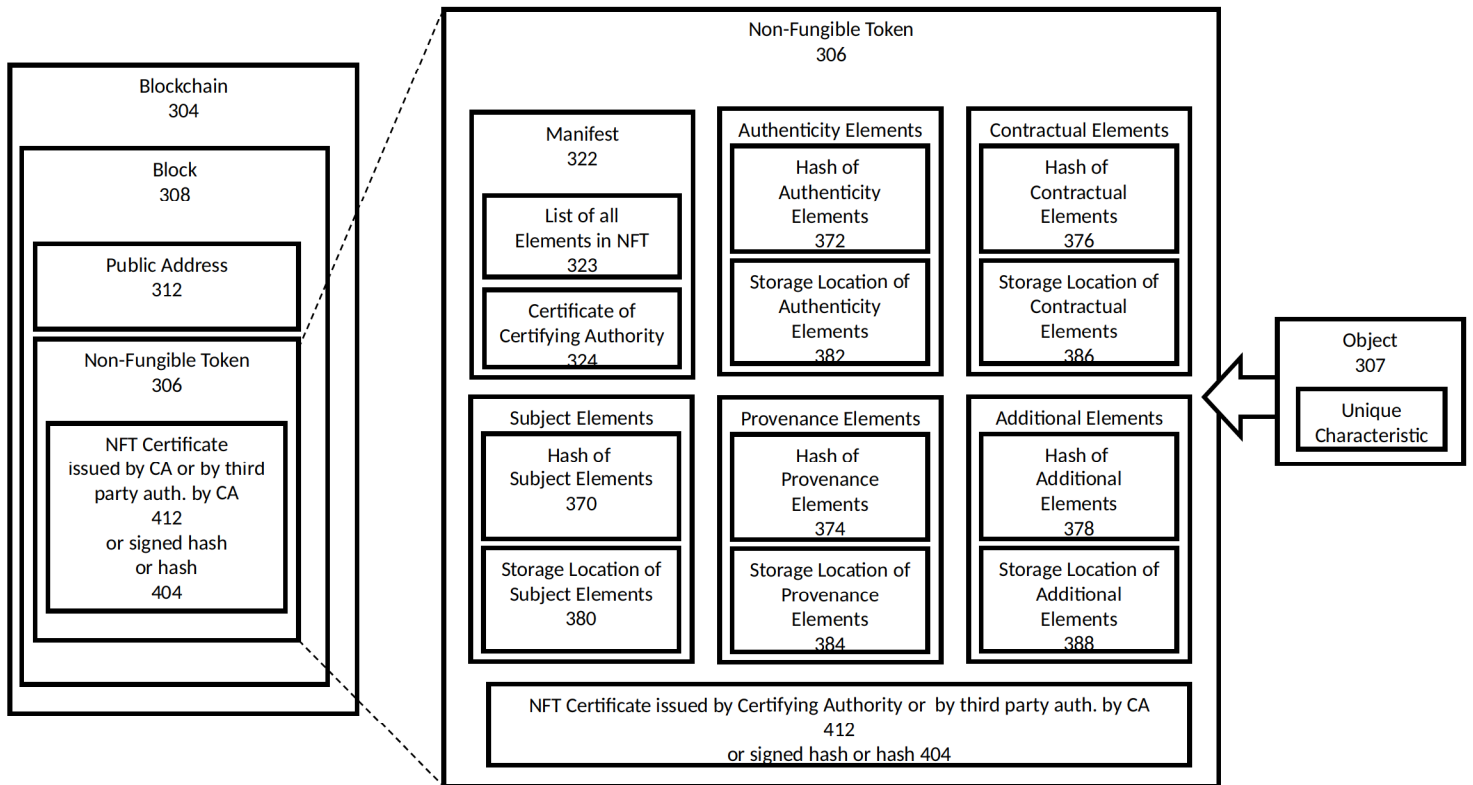 Blockchain
304
Block
308
Public Address
312
Non-Fungible Token
306
NFT Certificate
issued by CA or by third
party auth. by CA
412
or signed hash
or hash
404
Non-Fungible Token
306
Manifest
322
List of all
Elements in NFT
323
Certificate of
Certifying Authority
324
Authenticity Elements
Hash of
Authenticity
Elements
372
Storage Location of
Authenticity
Elements
382
Contractual Elements
Hash of
Contractual
Elements
376
Storage Location of
Contractual
Elements
386
Subject Elements
Hash of
Subject Elements
370
Storage Location of
Subject Elements
380
Provenance Elements
Hash of
Provenance
Elements
374
Storage Location of
Provenance
Elements
384
Additional Elements
Hash of
Additional
Elements
378
Storage Location of
Additional
Elements
388
NFT Certificate issued by Certifying Authority or by third party auth. by CA
412
or signed hash or hash 404
Object
307
Unique
Characteristic